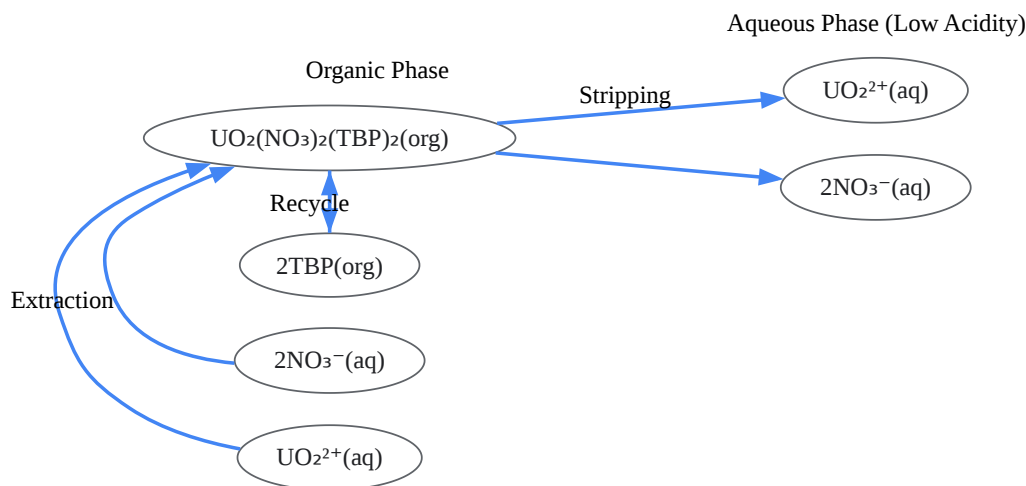 Aqueous Phase (Low Acidity)
Organic Phase
UO₂²⁺(aq)
Stripping
UO₂(NO₃)₂(TBP)₂(org)
2NO₃⁻(aq)
Recycle
2TBP(org)
Extraction
2NO₃⁻(aq)
UO₂²⁺(aq)